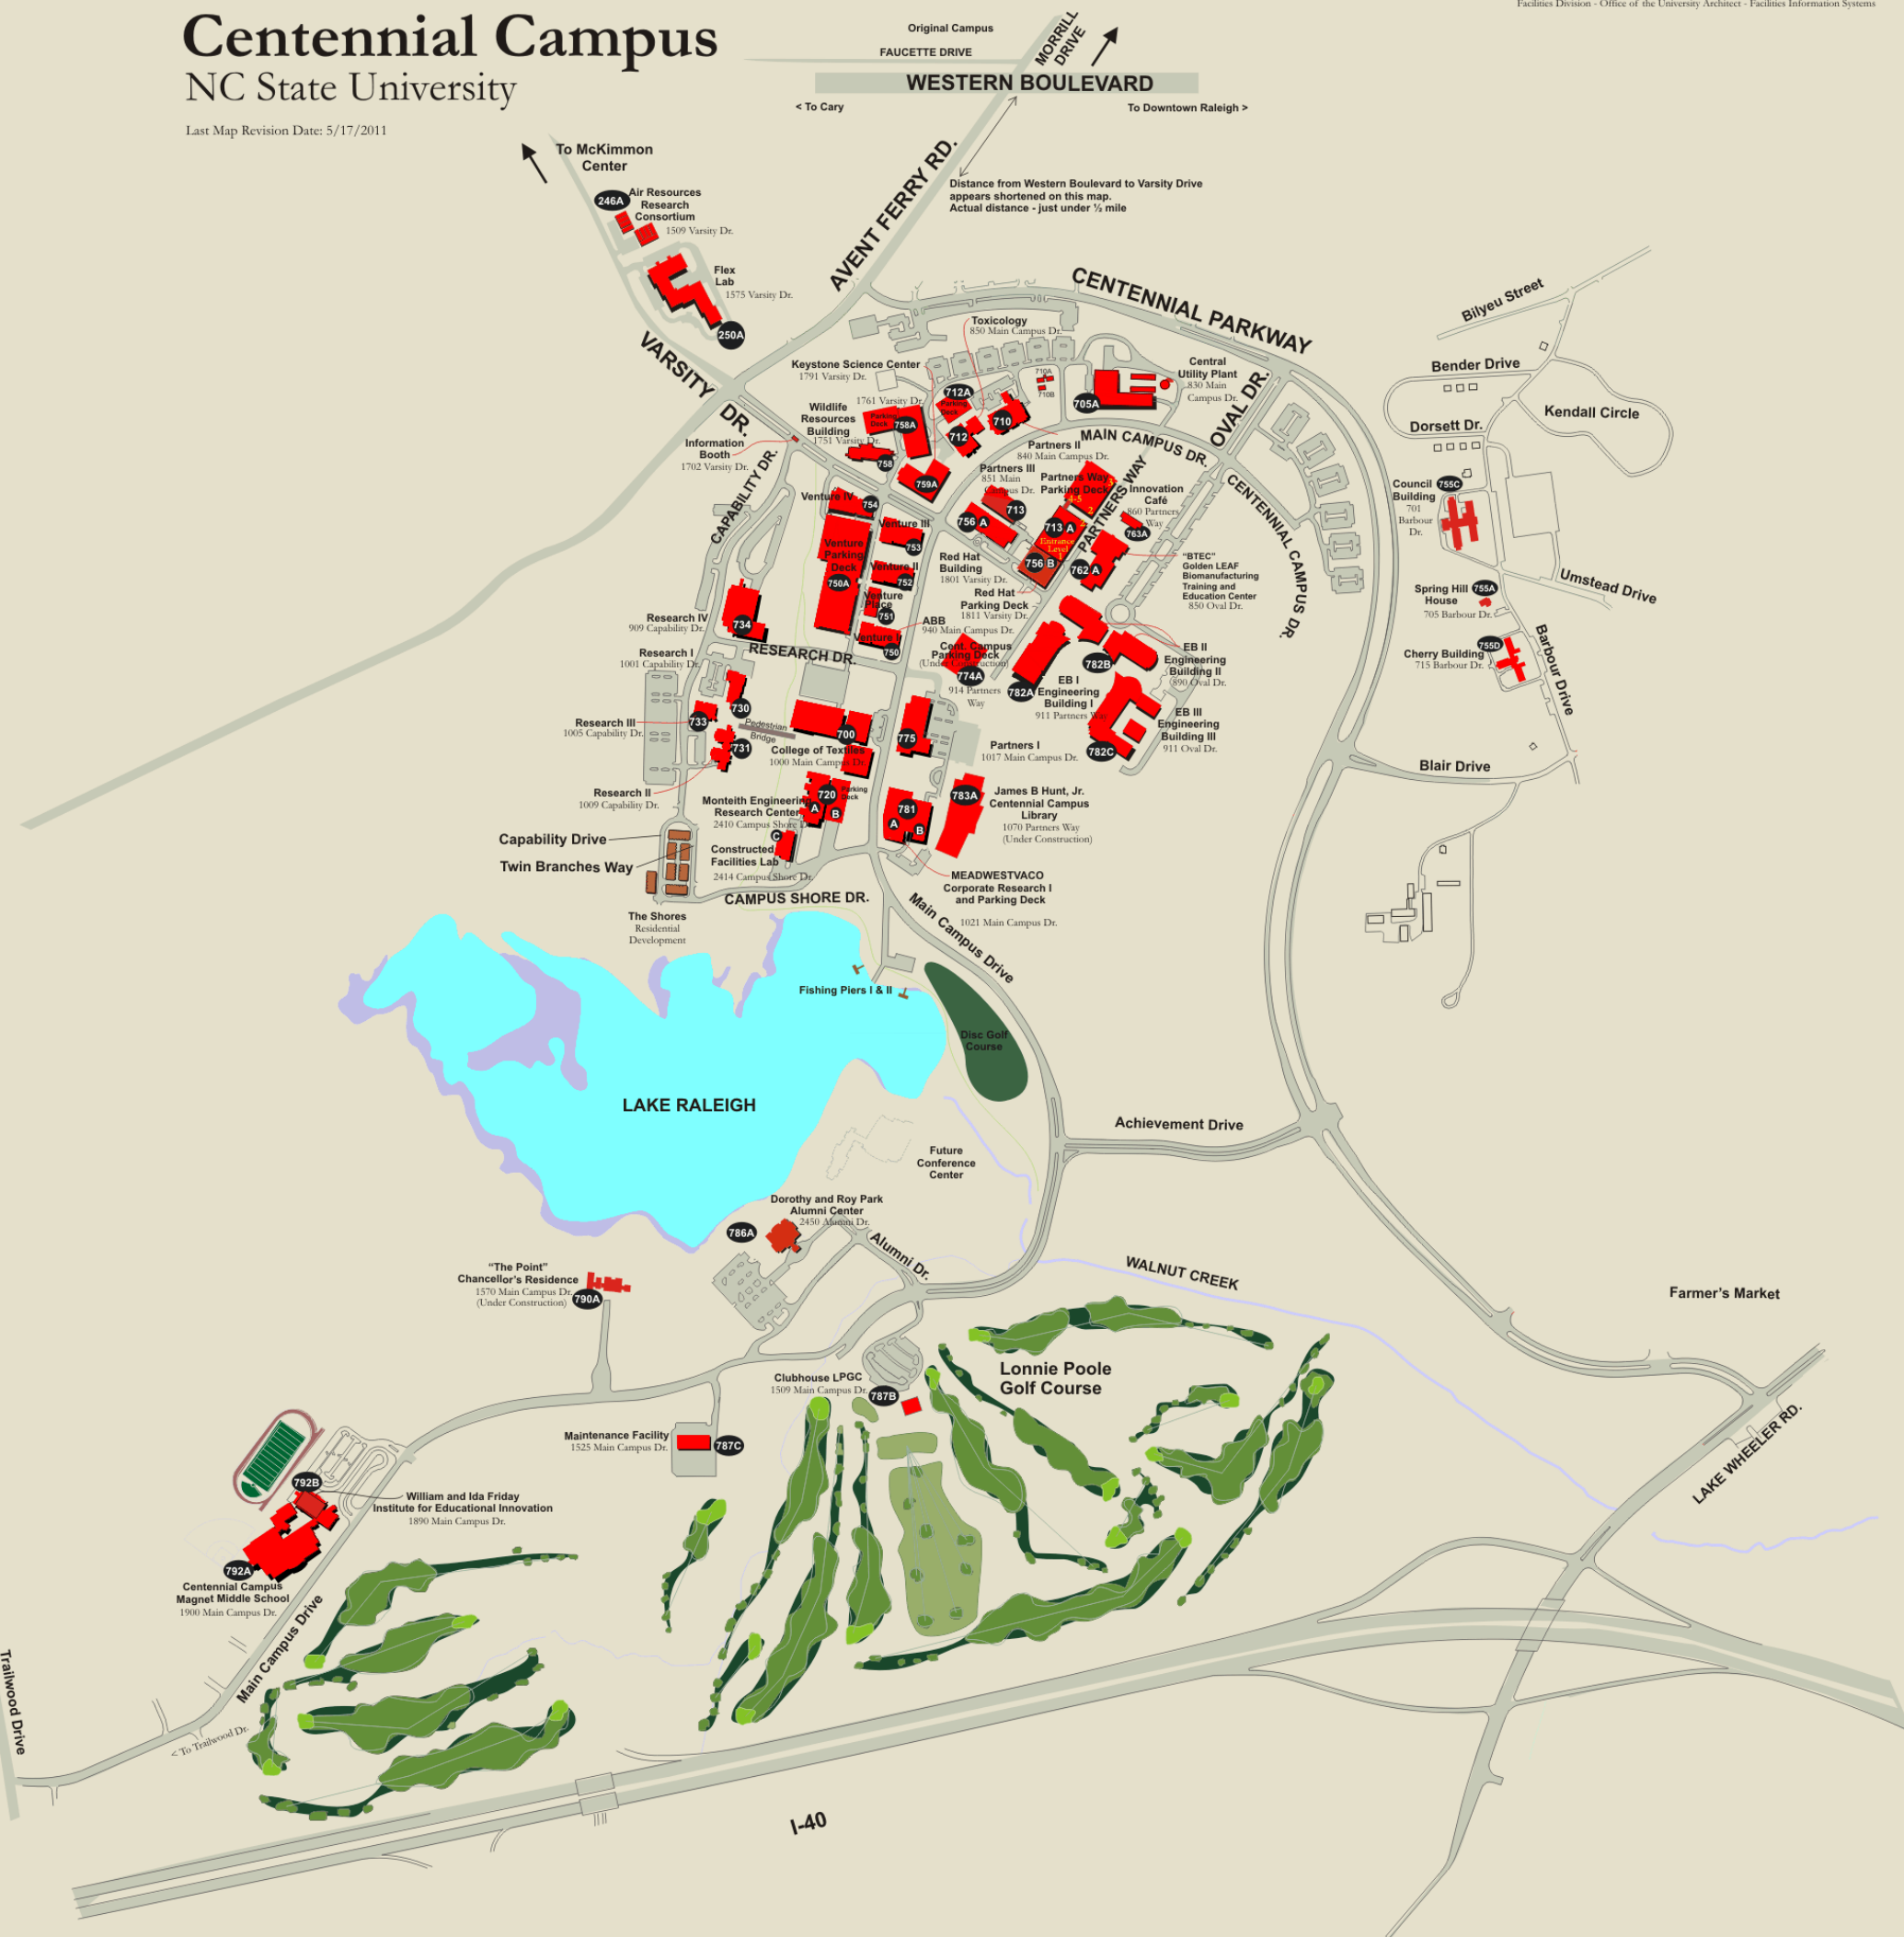 Facilities Division - Office of the University Architect - Facilities Information Systems
Centennial Campus
NC State University
Last Map Revision Date: 5/17/2011
Original Campus
FAUCETTE DRIVE
MORRILL
DRIVE
WESTERN BOULEVARD
< To Cary
To Downtown Raleigh >
To McKimmon
Center
AVENT FERRY RD.
Distance from Western Boulevard to Varsity Drive
appears shortened on this map.
Actual distance - just under ½ mile
246A
Air Resources
Research
Consortium
1509 Varsity Dr.
Flex
Lab
1575 Varsity Dr.
250A
VARSITY DR.
CENTENNIAL PARKWAY
Toxicology
850 Main Campus Dr.
Keystone Science Center
1791 Varsity Dr.
1761 Varsity Dr.
Wildlife
Resources
Building
1751 Varsity Dr.
Information
Booth
1702 Varsity Dr.
Parking
Deck
758A
758
712A
Parking
Deck
712
710
710A
710B
705A
Central
Utility Plant
830 Main
Campus Dr.
OVAL DR.
MAIN CAMPUS DR.
Partners II
840 Main Campus Dr.
759A
Partners III
851 Main
Campus Dr.
713
Partners Way
Parking Deck
3
4-5
2
2
713 A
Entrance
Level
1
PARTNERS WAY
Innovation
Café
860 Partners
Way
763A
CENTENNIAL CAMPUS DR.
CAPABILITY DR.
Venture IV
754
Venture III
753
Venture
Parking
Deck
750A
Venture II
752
Venture
Place
751
Venture I
750
756 A
Red Hat
Building
1801 Varsity Dr.
Red Hat
Parking Deck
1811 Varsity Dr.
756 B
762 A
"BTEC"
Golden LEAF
Biomanufacturing
Training and
Education Center
850 Oval Dr.
ABB
940 Main Campus Dr.
Cent. Campus
Parking Deck
(Under Construction)
774A
914 Partners
Way
Research IV
909 Capability Dr.
734
RESEARCH DR.
Research I
1001 Capability Dr.
730
733
Research III
1005 Capability Dr.
Pedestrian
Bridge
731
Research II
1009 Capability Dr.
700
College of Textiles
1000 Main Campus Dr.
775
Partners I
1017 Main Campus Dr.
782A
EB I
Engineering
Building I
911 Partners Way
782B
EB II
Engineering
Building II
890 Oval Dr.
782C
EB III
Engineering
Building III
911 Oval Dr.
Monteith Engineering
Research Center
2410 Campus Shore Dr.
720
A
B
Parking
Deck
C
Constructed
Facilities Lab
2414 Campus Shore Dr.
781
A
B
783A
James B Hunt, Jr.
Centennial Campus
Library
1070 Partners Way
(Under Construction)
MEADWESTVACO
Corporate Research I
and Parking Deck
1021 Main Campus Dr.
Capability Drive
Twin Branches Way
The Shores
Residential
Development
CAMPUS SHORE DR.
Main Campus Drive
Bilyeu Street
Bender Drive
Kendall Circle
Dorsett Dr.
Council
Building
701
Barbour
Dr.
755C
Umstead Drive
Spring Hill
House
705 Barbour Dr.
755A
Cherry Building
715 Barbour Dr.
755D
Barbour Drive
Blair Drive
Fishing Piers I & II
Disc Golf
Course
LAKE RALEIGH
Achievement Drive
Future
Conference
Center
Dorothy and Roy Park
Alumni Center
2450 Alumni Dr.
786A
Alumni Dr.
"The Point"
Chancellor's Residence
1570 Main Campus Dr.
(Under Construction)
790A
WALNUT CREEK
Farmer's Market
Lonnie Poole
Golf Course
Clubhouse LPGC
1509 Main Campus Dr.
787B
Maintenance Facility
1525 Main Campus Dr.
787C
LAKE WHEELER RD.
792B
William and Ida Friday
Institute for Educational Innovation
1890 Main Campus Dr.
792A
Centennial Campus
Magnet Middle School
1900 Main Campus Dr.
Main Campus Drive
< To Trailwood Dr.
Trailwood Drive
I-40